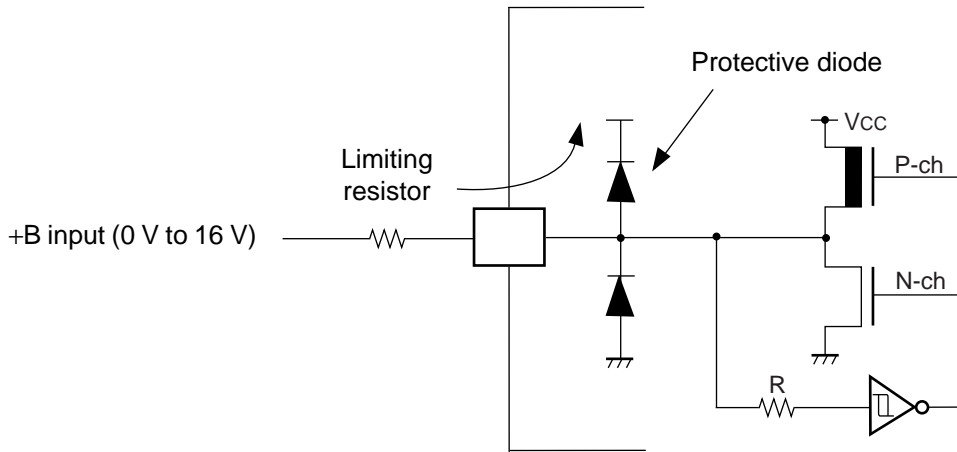 Protective diode
VCC
Limiting
resistor
P-ch
+B input (0 V to 16 V)
N-ch
R